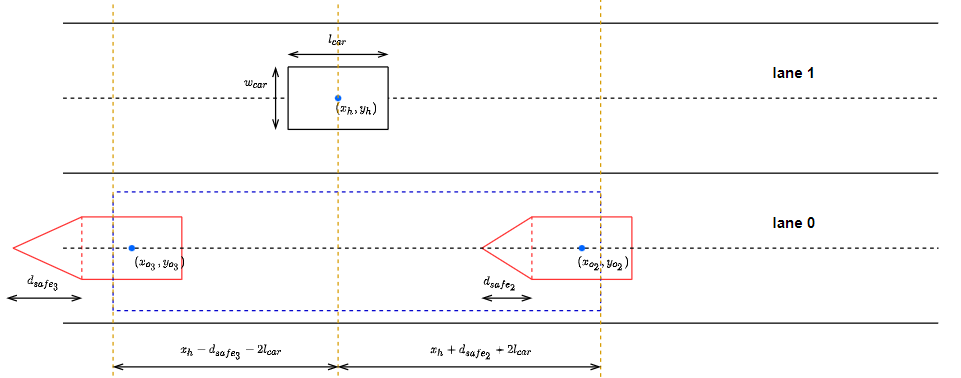 l_car
lane 1
w_car
(x_h, y_h)
lane 0
(x_o3, y_o3)
(x_o2, y_o2)
d_safe3
d_safe2
x_h − d_safe3 − 2l_car
x_h + d_safe2 + 2l_car